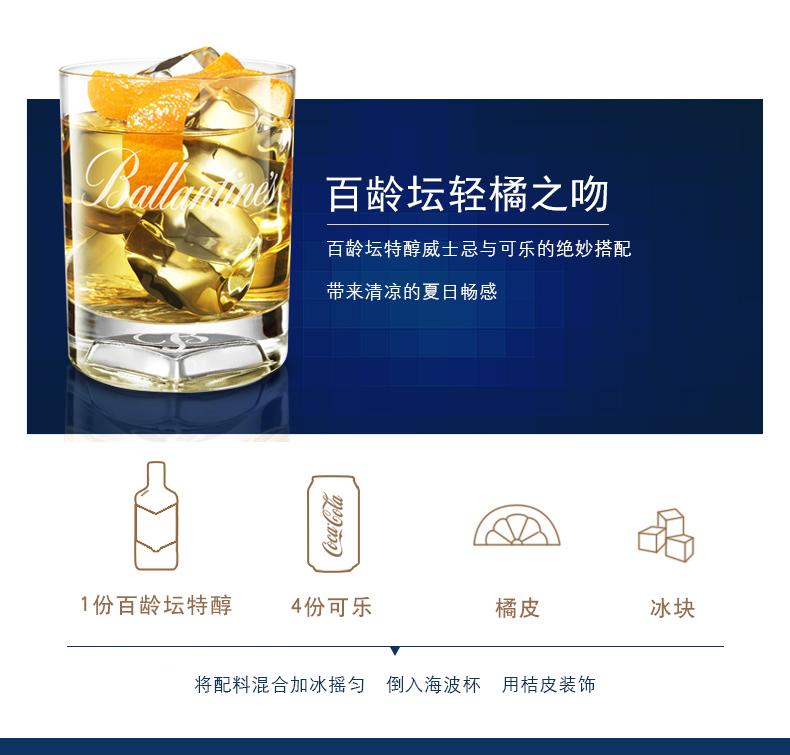 Ballantine's
百龄坛轻橘之吻
百龄坛特醇威士忌与可乐的绝妙搭配
带来清凉的夏日畅感
Coca-Cola
1份百龄坛特醇 4份可乐 橘皮 冰块
将配料混合加冰摇匀 倒入海波杯 用桔皮装饰